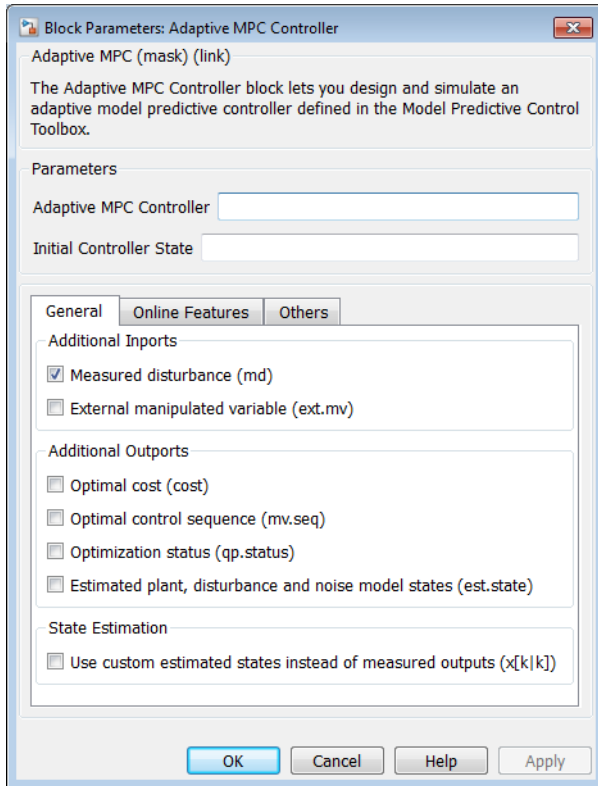 Block Parameters: Adaptive MPC Controller
Adaptive MPC (mask) (link)
The Adaptive MPC Controller block lets you design and simulate an
adaptive model predictive controller defined in the Model Predictive Control
Toolbox.
Parameters
Adaptive MPC Controller
Initial Controller State
General Online Features Others
Additional Inports
Measured disturbance (md)
External manipulated variable (ext.mv)
Additional Outports
Optimal cost (cost)
Optimal control sequence (mv.seq)
Optimization status (qp.status)
Estimated plant, disturbance and noise model states (est.state)
State Estimation
Use custom estimated states instead of measured outputs (x[k|k])
OK Cancel Help Apply